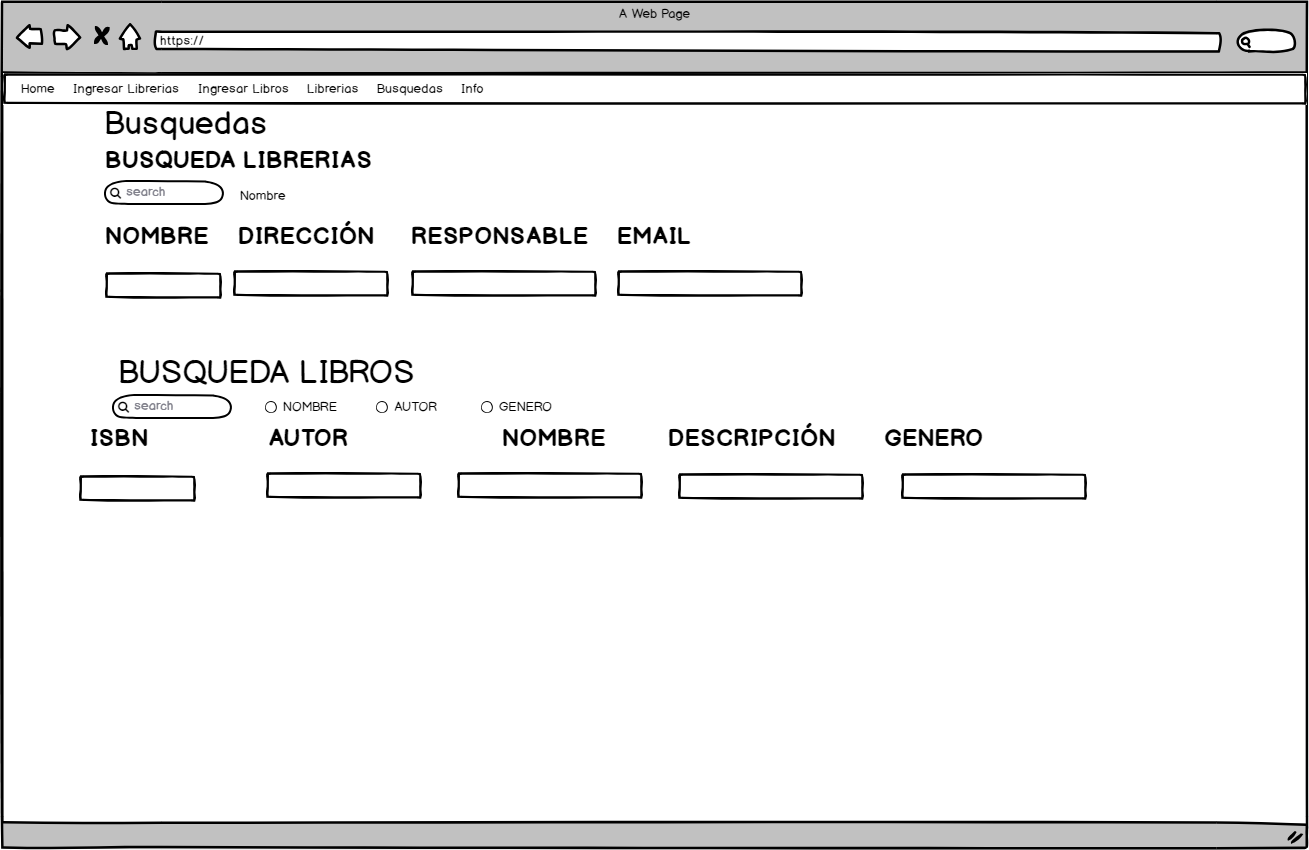 A Web Page
https://
Home Ingresar Librerias Ingresar Libros Librerias Busquedas Info
Busquedas
BUSQUEDA LIBRERIAS
search Nombre
NOMBRE DIRECCIÓN RESPONSABLE EMAIL
BUSQUEDA LIBROS
search NOMBRE AUTOR GENERO
ISBN AUTOR NOMBRE DESCRIPCIÓN GENERO